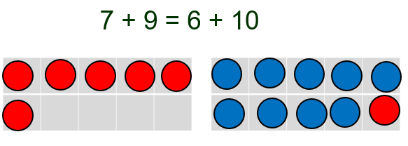 7 + 9 = 6 + 10